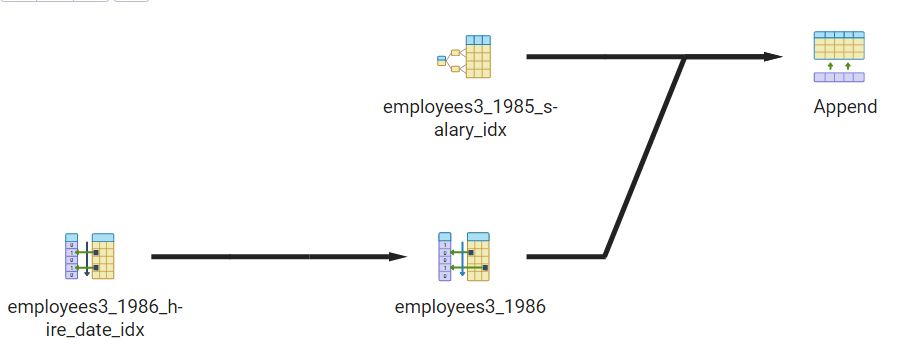 employees3_1985_s-
alary_idx
Append
employees3_1986_h-
ire_date_idx
employees3_1986